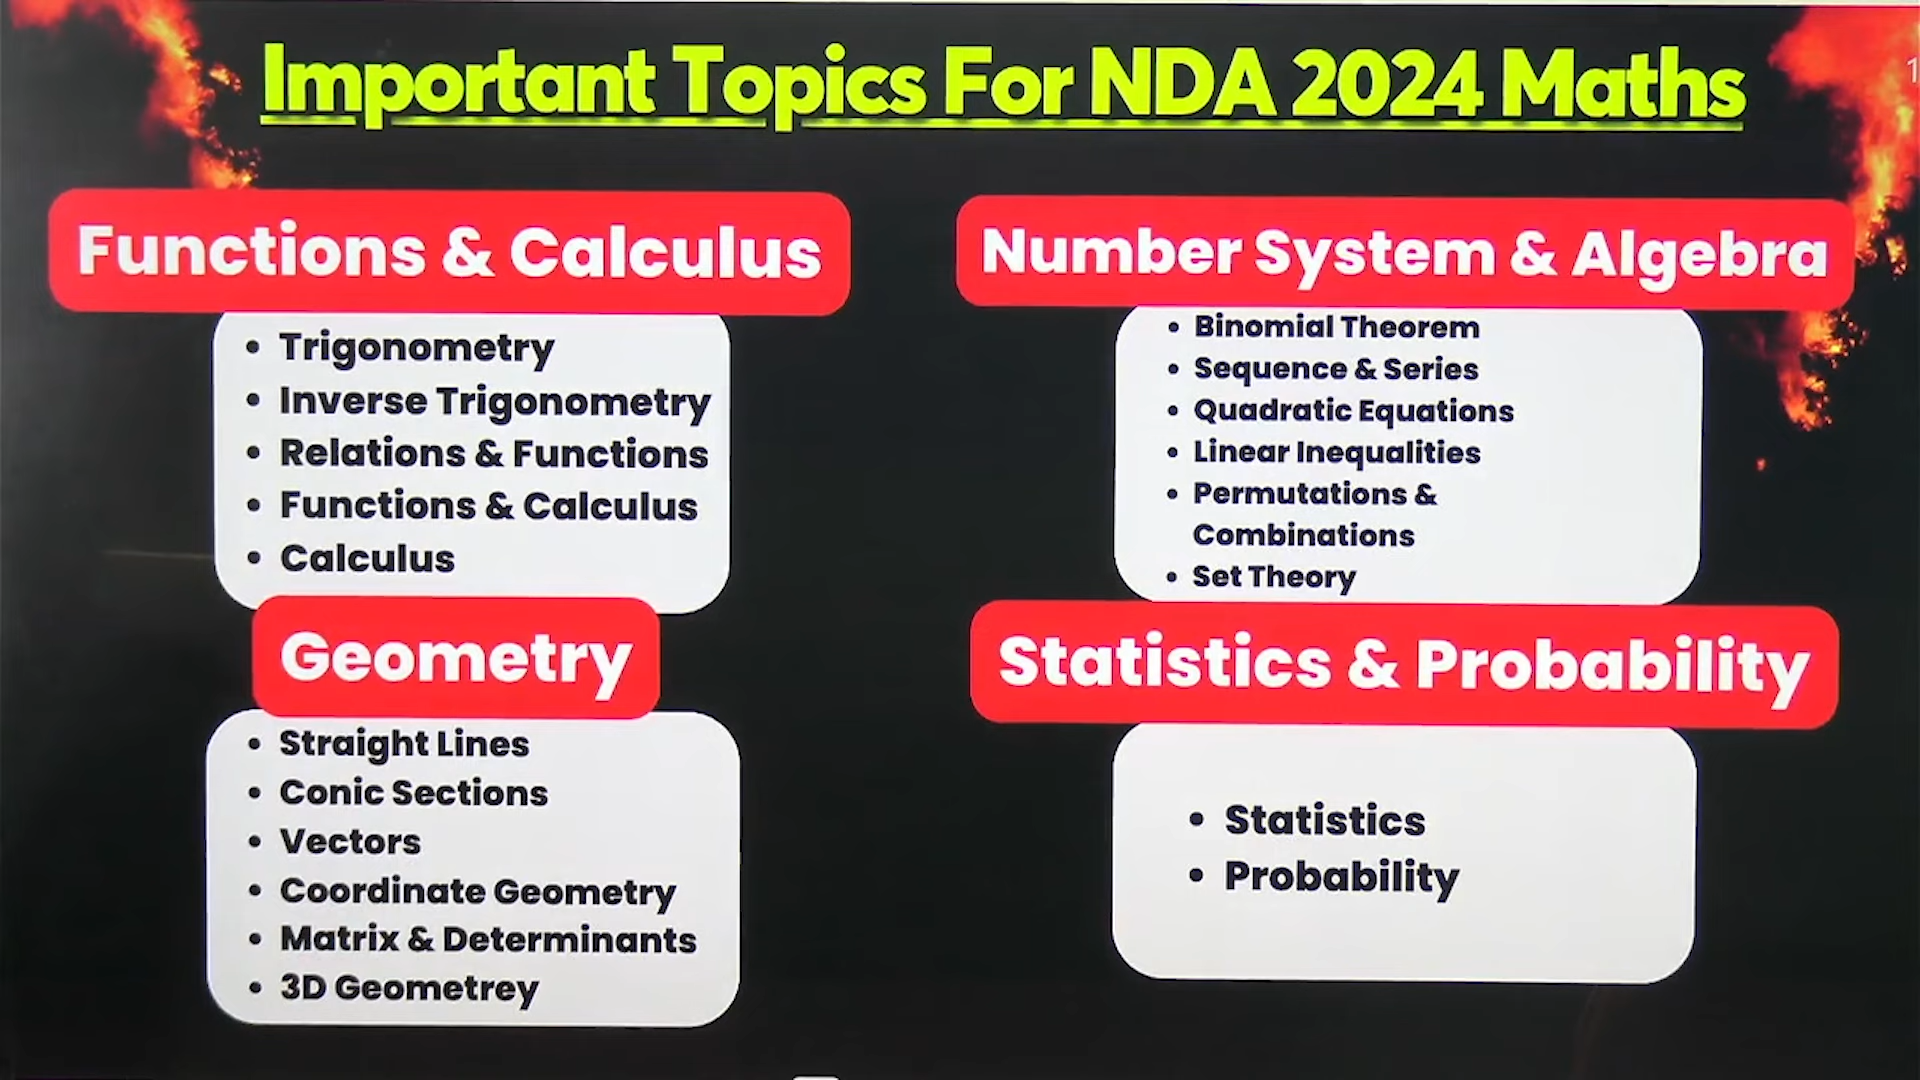 Important Topics For NDA 2024 Maths
Functions & Calculus
• Trigonometry
• Inverse Trigonometry
• Relations & Functions
• Functions & Calculus
• Calculus
Geometry
• Straight Lines
• Conic Sections
• Vectors
• Coordinate Geometry
• Matrix & Determinants
• 3D Geometrey
Number System & Algebra
• Binomial Theorem
• Sequence & Series
• Quadratic Equations
• Linear Inequalities
• Permutations &
Combinations
• Set Theory
Statistics & Probability
• Statistics
• Probability